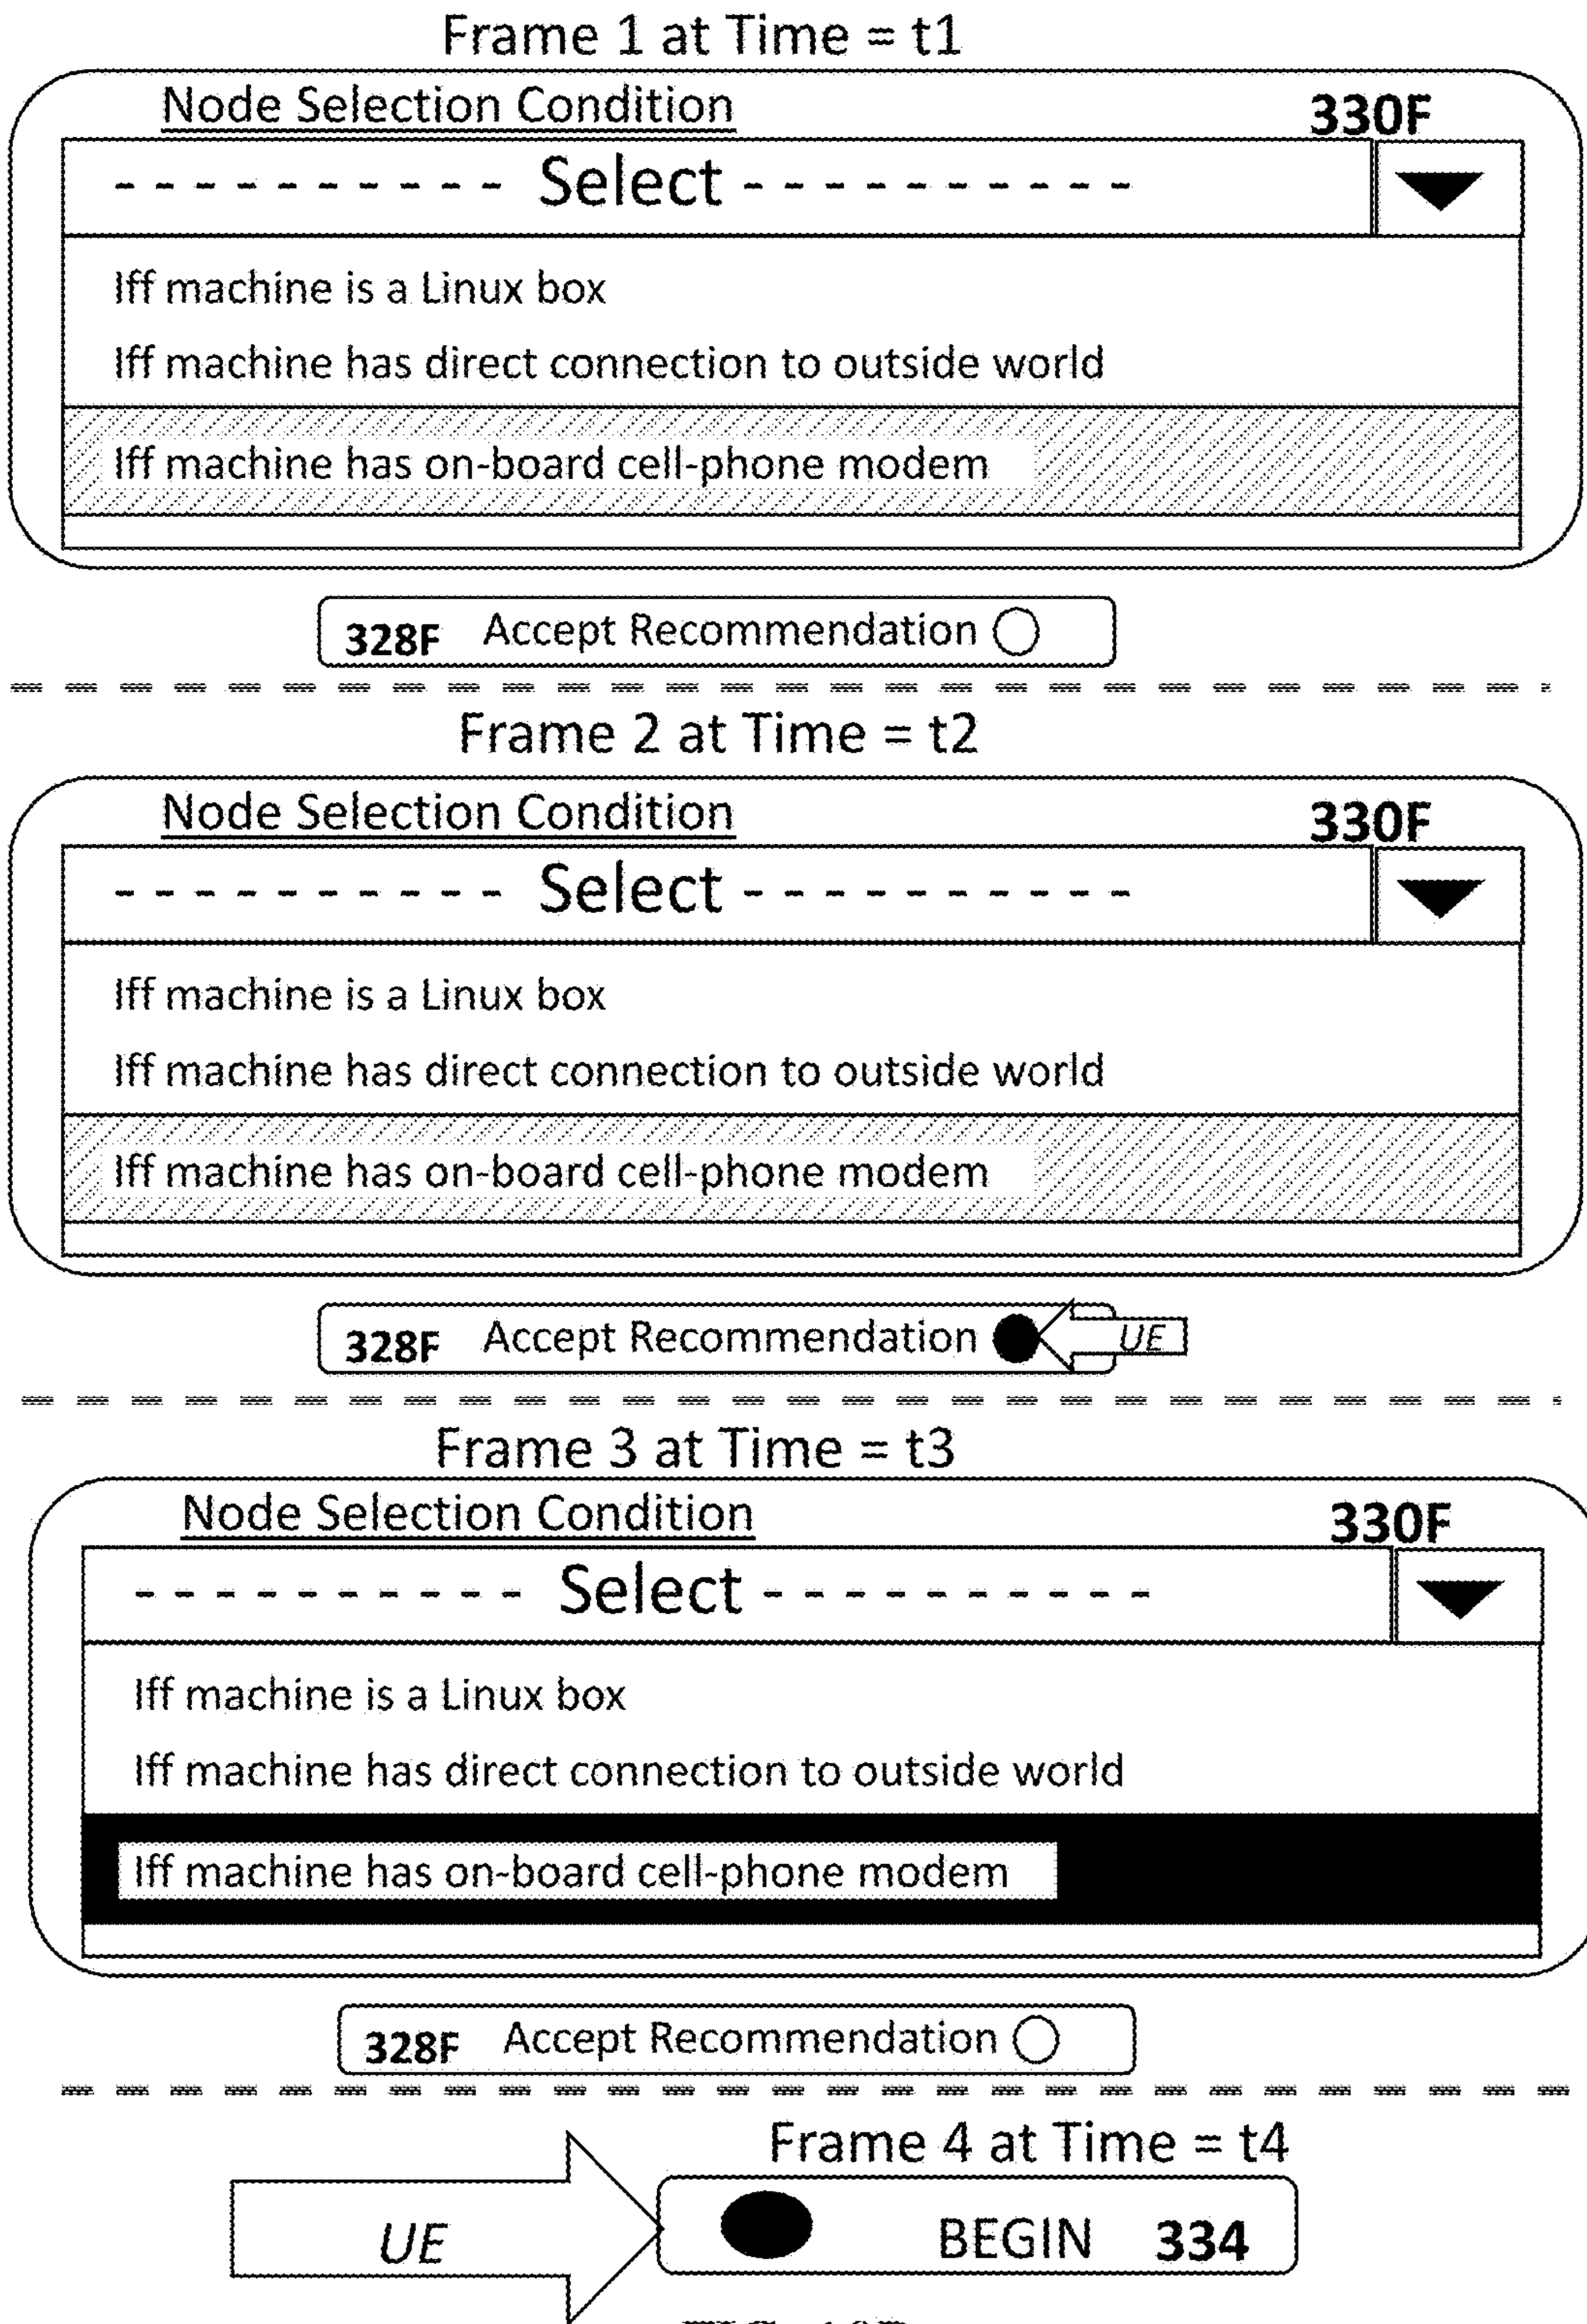 Frame 1 at Time = t1
Node Selection Condition 330F
- - - - - - - - - - Select - - - - - - - - - -
Iff machine is a Linux box
Iff machine has direct connection to outside world
Iff machine has on-board cell-phone modem
328F Accept Recommendation
Frame 2 at Time = t2
Node Selection Condition 330F
- - - - - - - - - - Select - - - - - - - - - -
Iff machine is a Linux box
Iff machine has direct connection to outside world
Iff machine has on-board cell-phone modem
328F Accept Recommendation UE
Frame 3 at Time = t3
Node Selection Condition 330F
- - - - - - - - - - Select - - - - - - - - - -
Iff machine is a Linux box
Iff machine has direct connection to outside world
Iff machine has on-board cell-phone modem
328F Accept Recommendation
Frame 4 at Time = t4
UE BEGIN 334